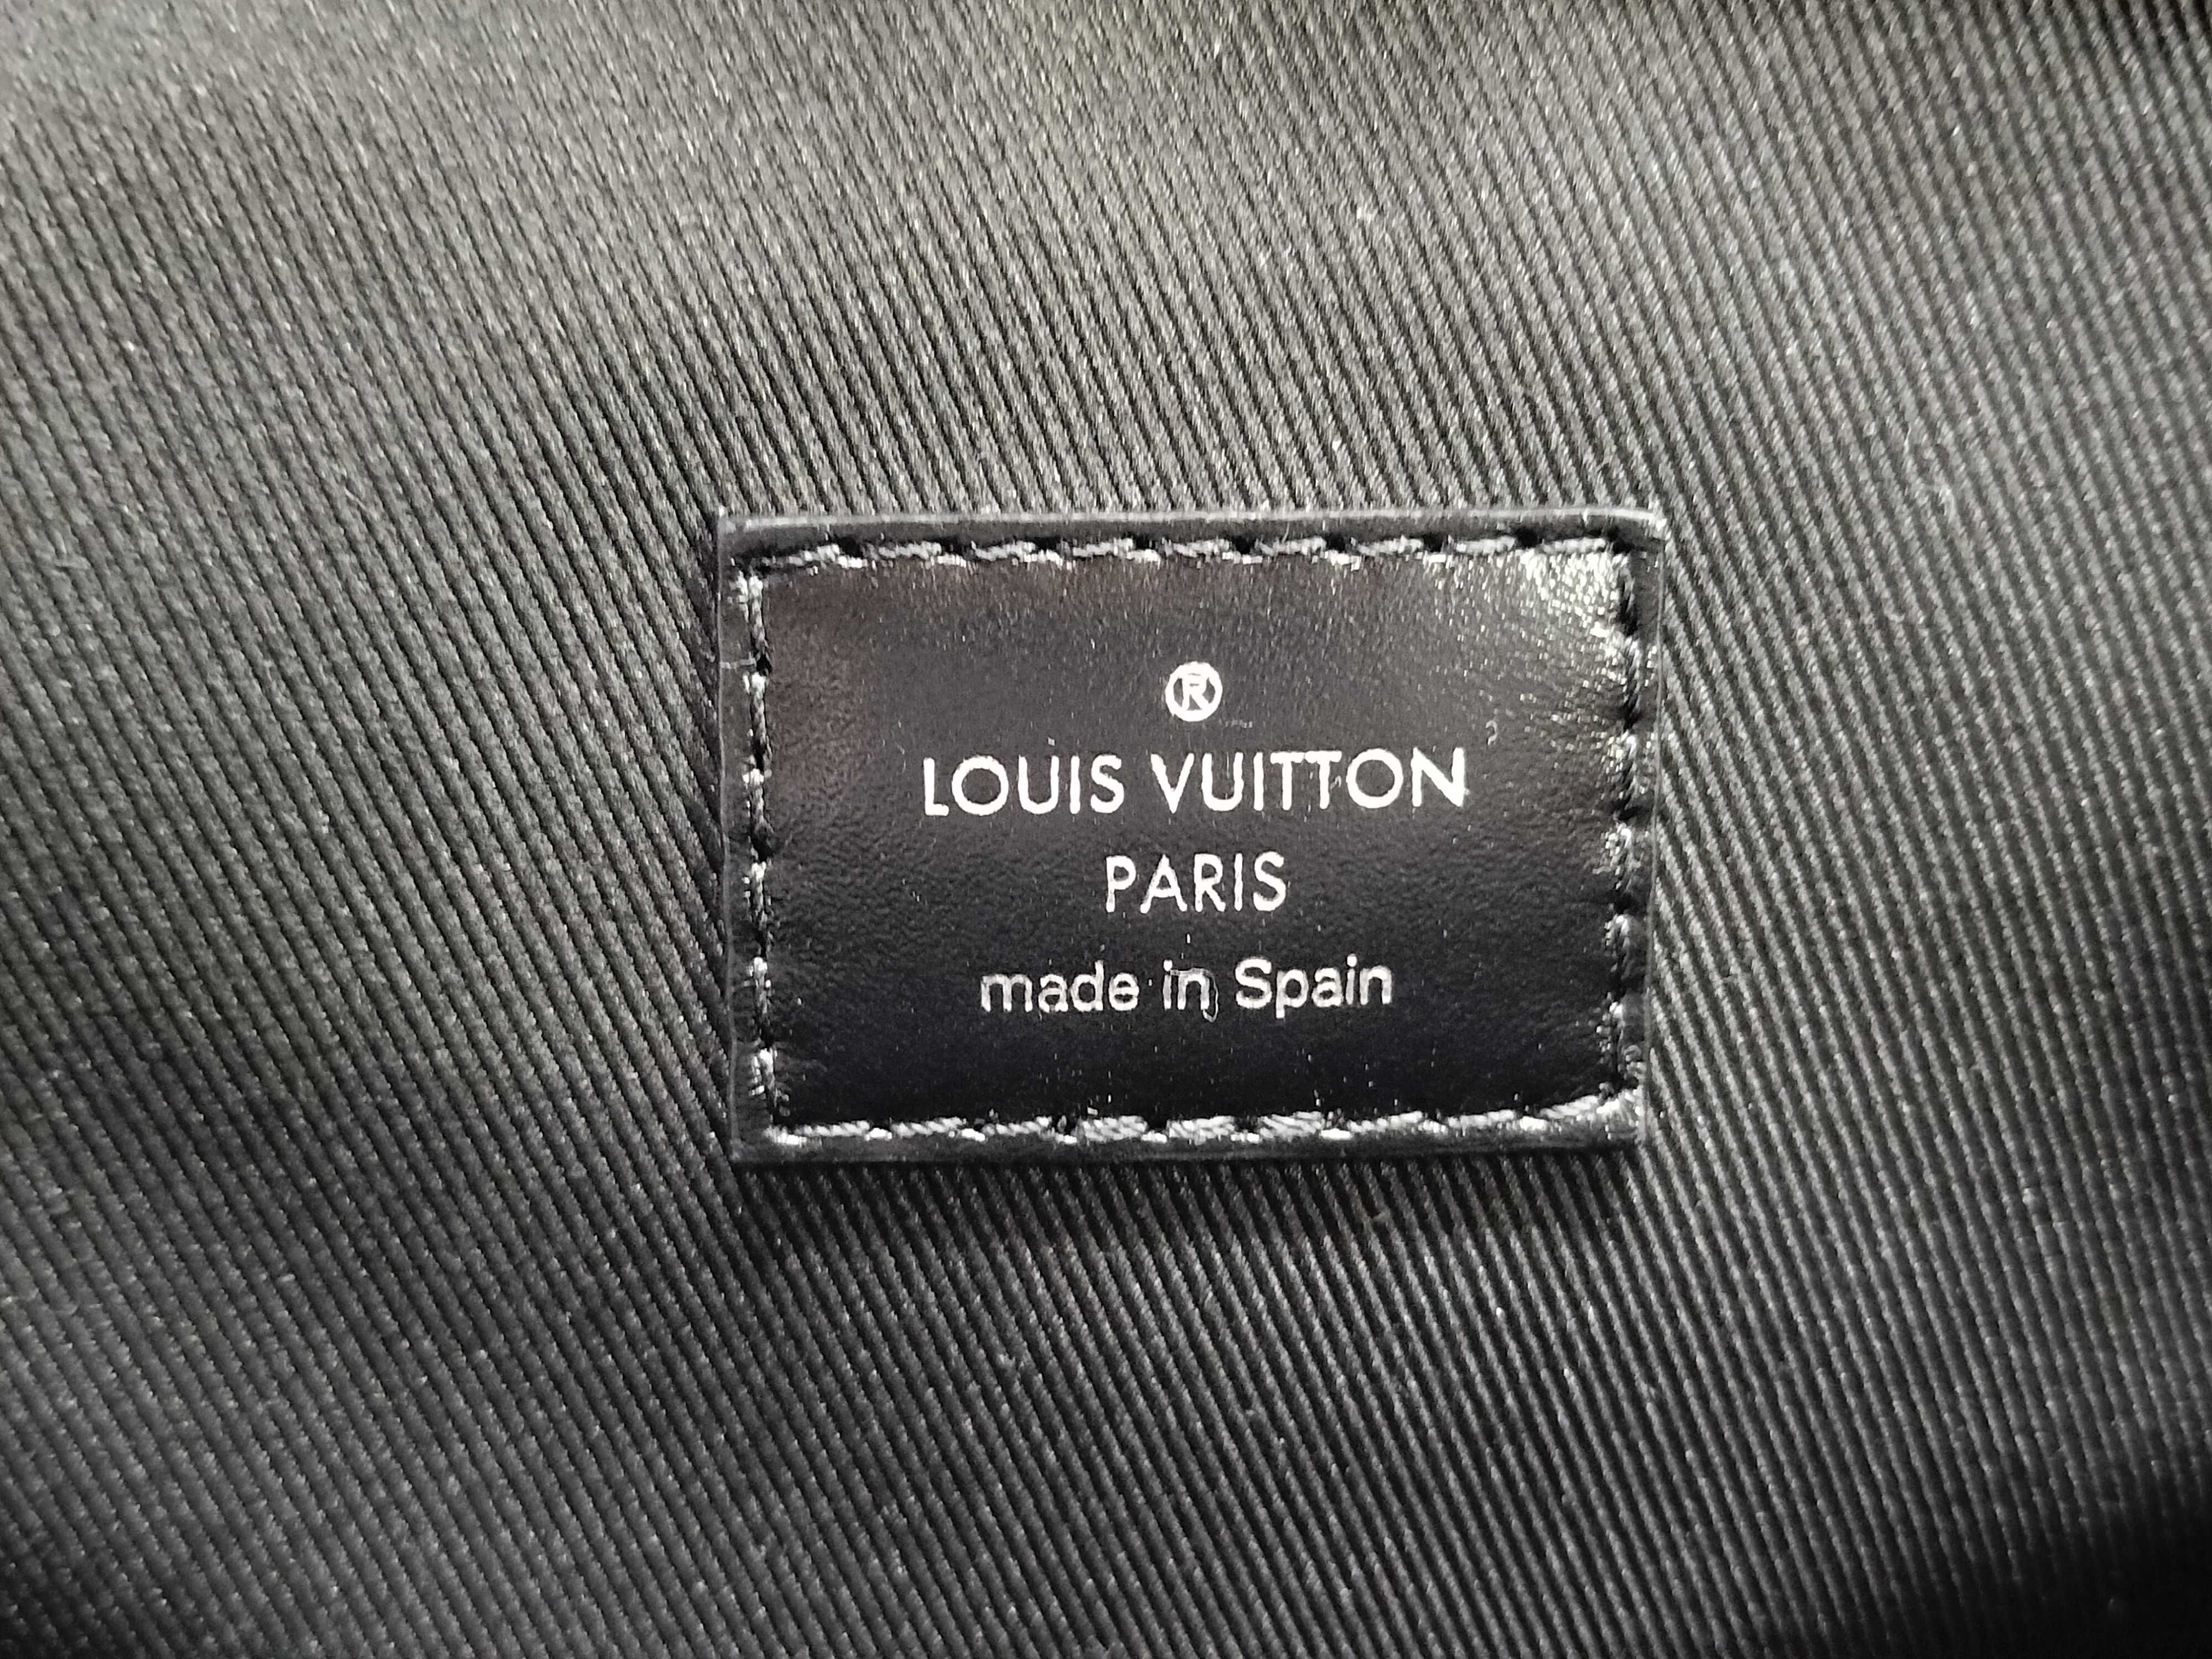 ®
LOUIS VUITTON
PARIS
made in Spain